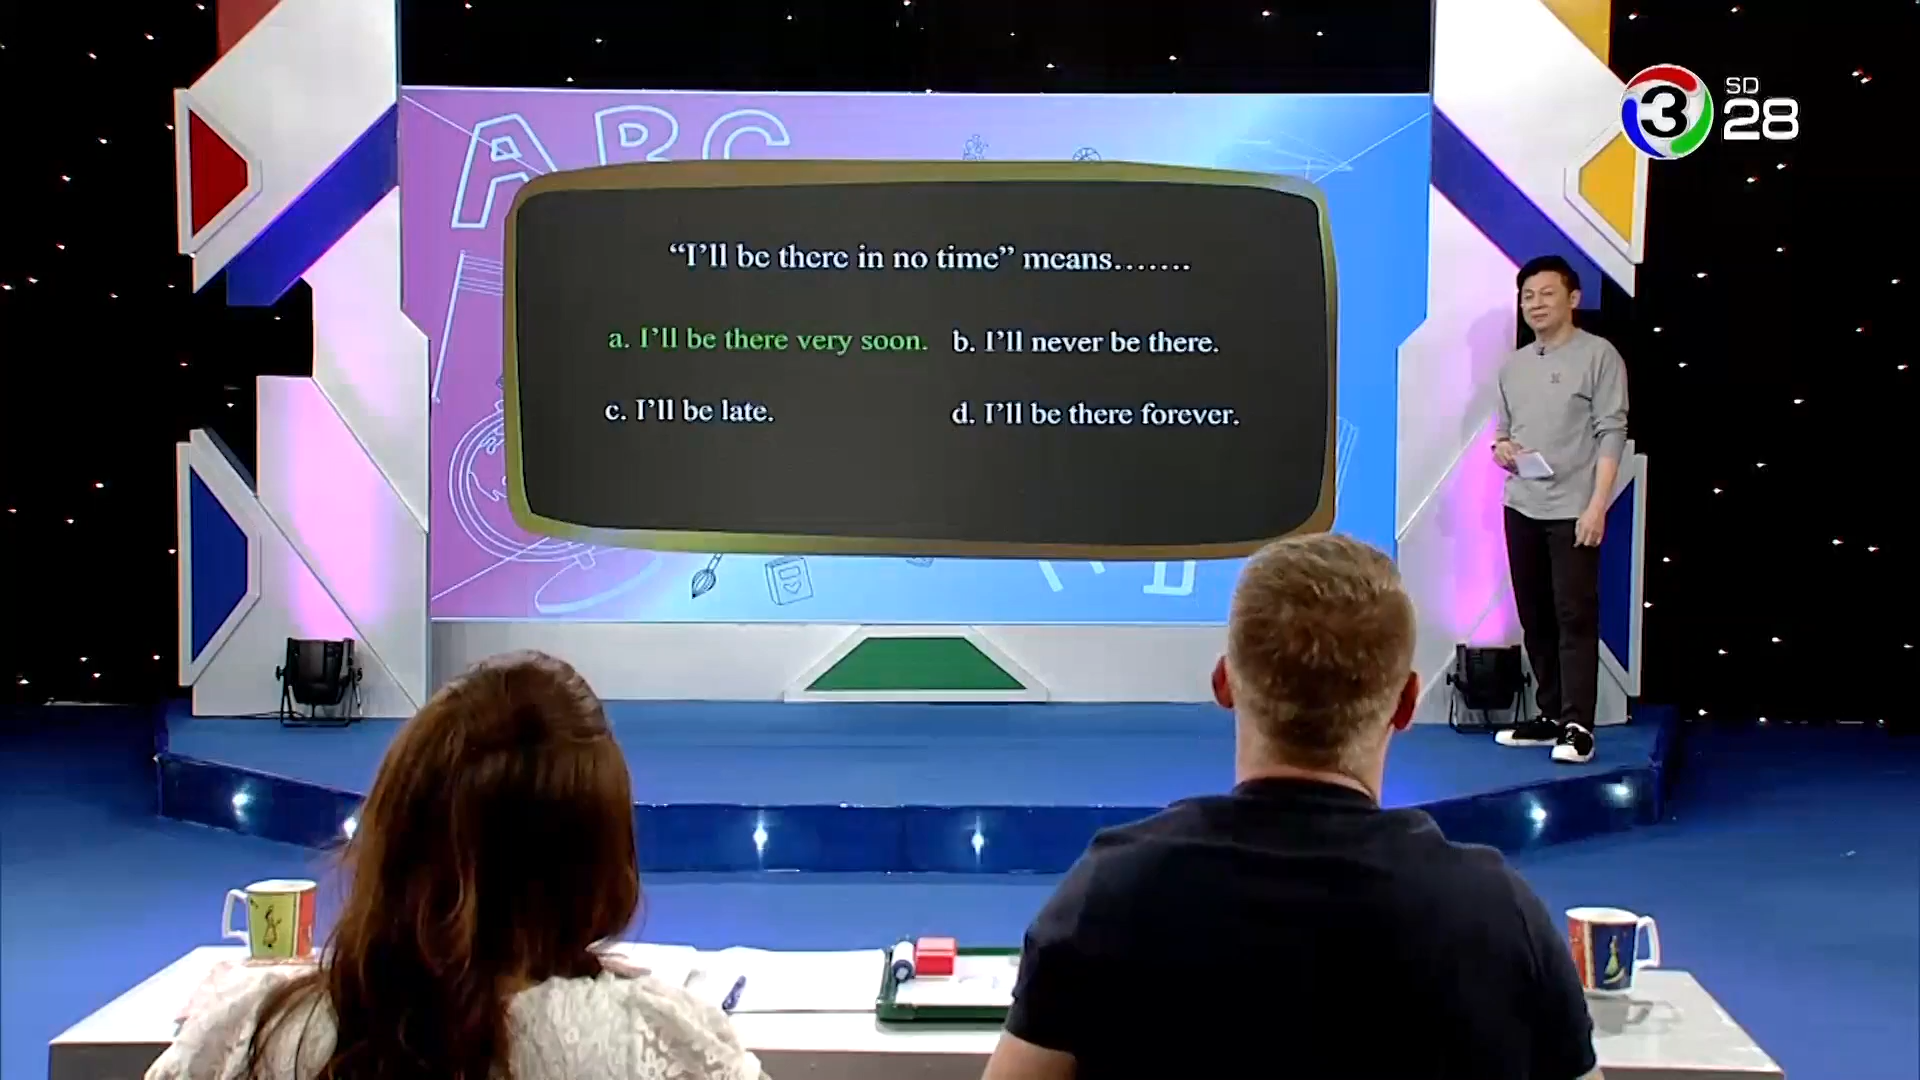 3 SD
28
ABC
“I’ll be there in no time” means.......
a. I’ll be there very soon. b. I’ll never be there.
c. I’ll be late. d. I’ll be there forever.